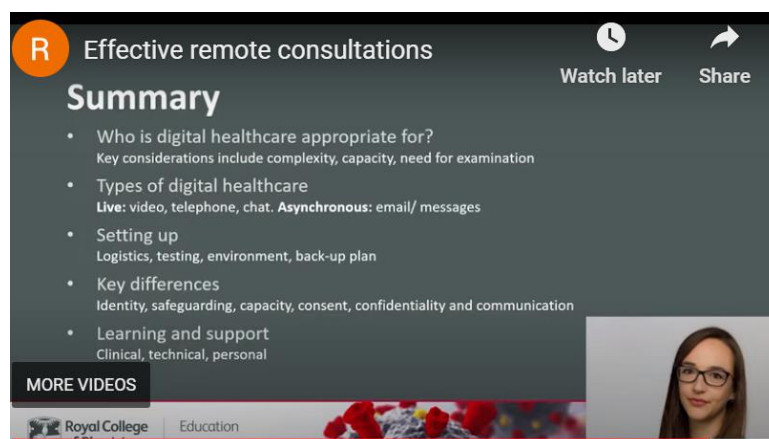 R
Effective remote consultations
Watch later
Share
Summary
• Who is digital healthcare appropriate for?
Key considerations include complexity, capacity, need for examination
• Types of digital healthcare
Live: video, telephone, chat. Asynchronous: email/ messages
• Setting up
Logistics, testing, environment, back-up plan
• Key differences
Identity, safeguarding, capacity, consent, confidentiality and communication
• Learning and support
Clinical, technical, personal
MORE VIDEOS
Royal College
Education